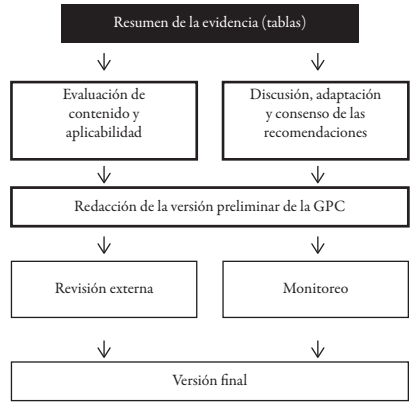 Resumen de la evidencia (tablas)
Evaluación de
contenido y
aplicabilidad
Discusión, adaptación
y consenso de las
recomendaciones
Redacción de la versión preliminar de la GPC
Revisión externa
Monitoreo
Versión final